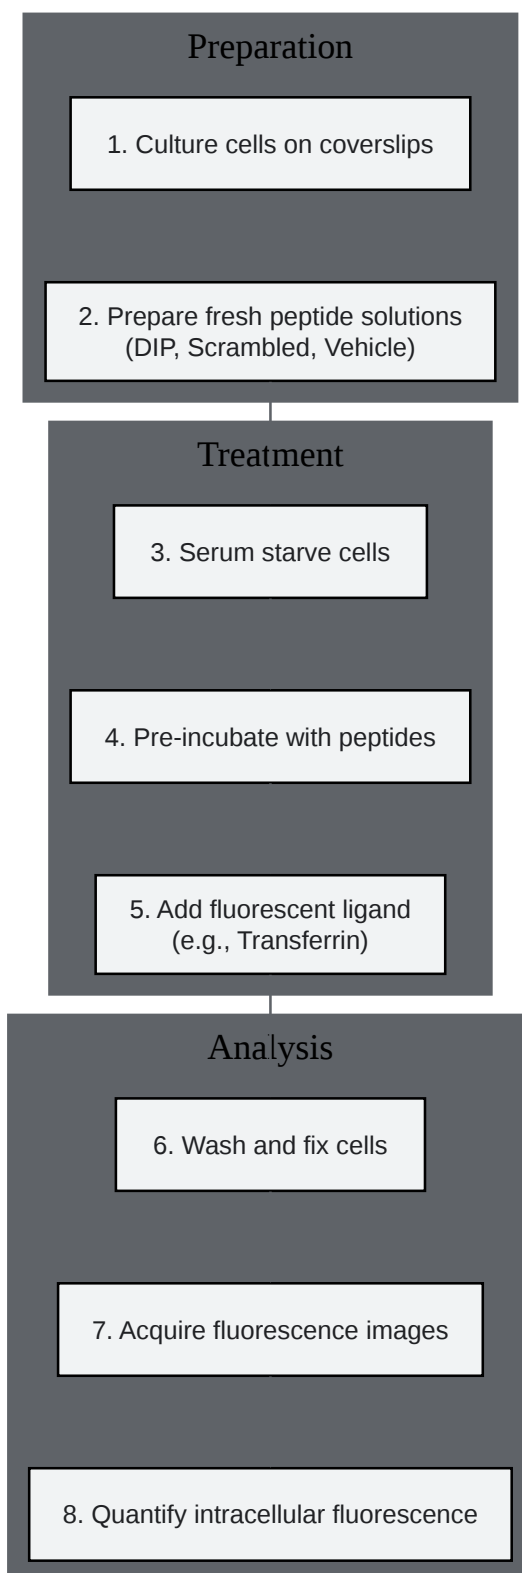 Preparation
1. Culture cells on coverslips
2. Prepare fresh peptide solutions
(DIP, Scrambled, Vehicle)
Treatment
3. Serum starve cells
4. Pre-incubate with peptides
5. Add fluorescent ligand
(e.g., Transferrin)
Analysis
6. Wash and fix cells
7. Acquire fluorescence images
8. Quantify intracellular fluorescence